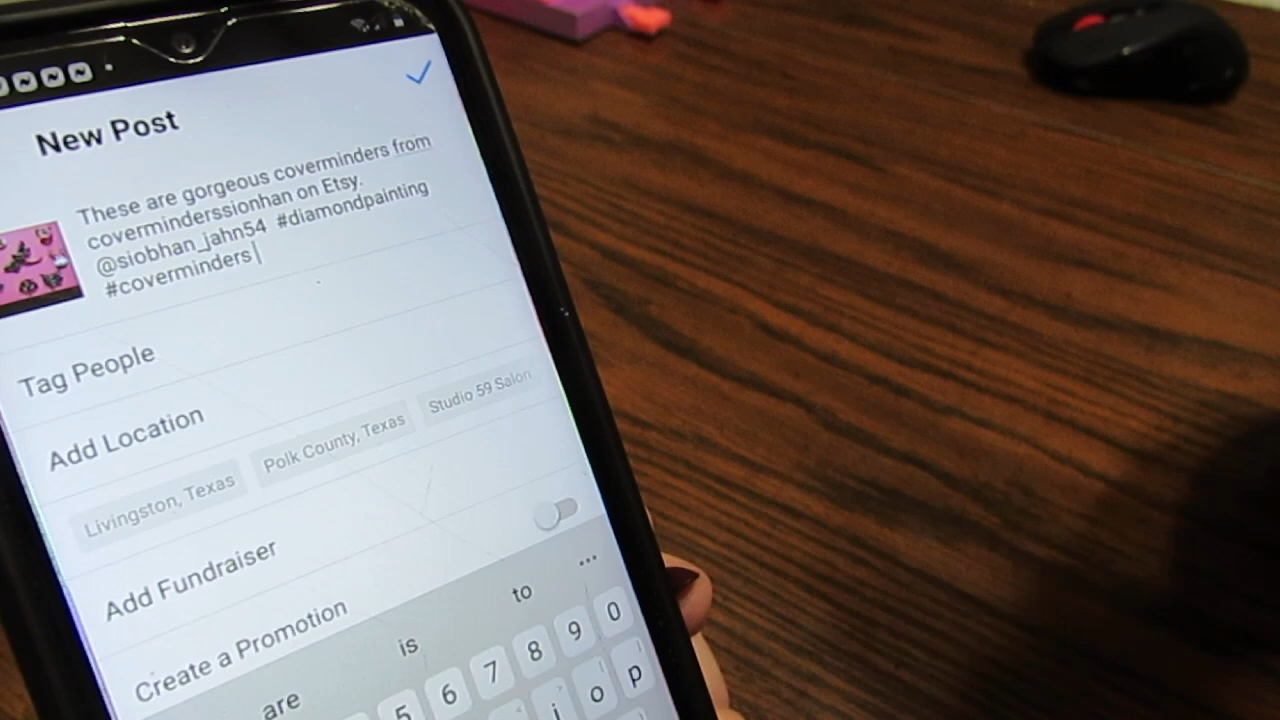 New Post
These are gorgeous coverminders from
coverminderssionhan on Etsy.
@siobhan_jahn54 #diamondpainting
#coverminders
Tag People
Add Location
Livingston, Texas Polk County, Texas Studio 59 Salon
Add Fundraiser
Create a Promotion
are is to ...
5 6 7 8 9 0
i o p